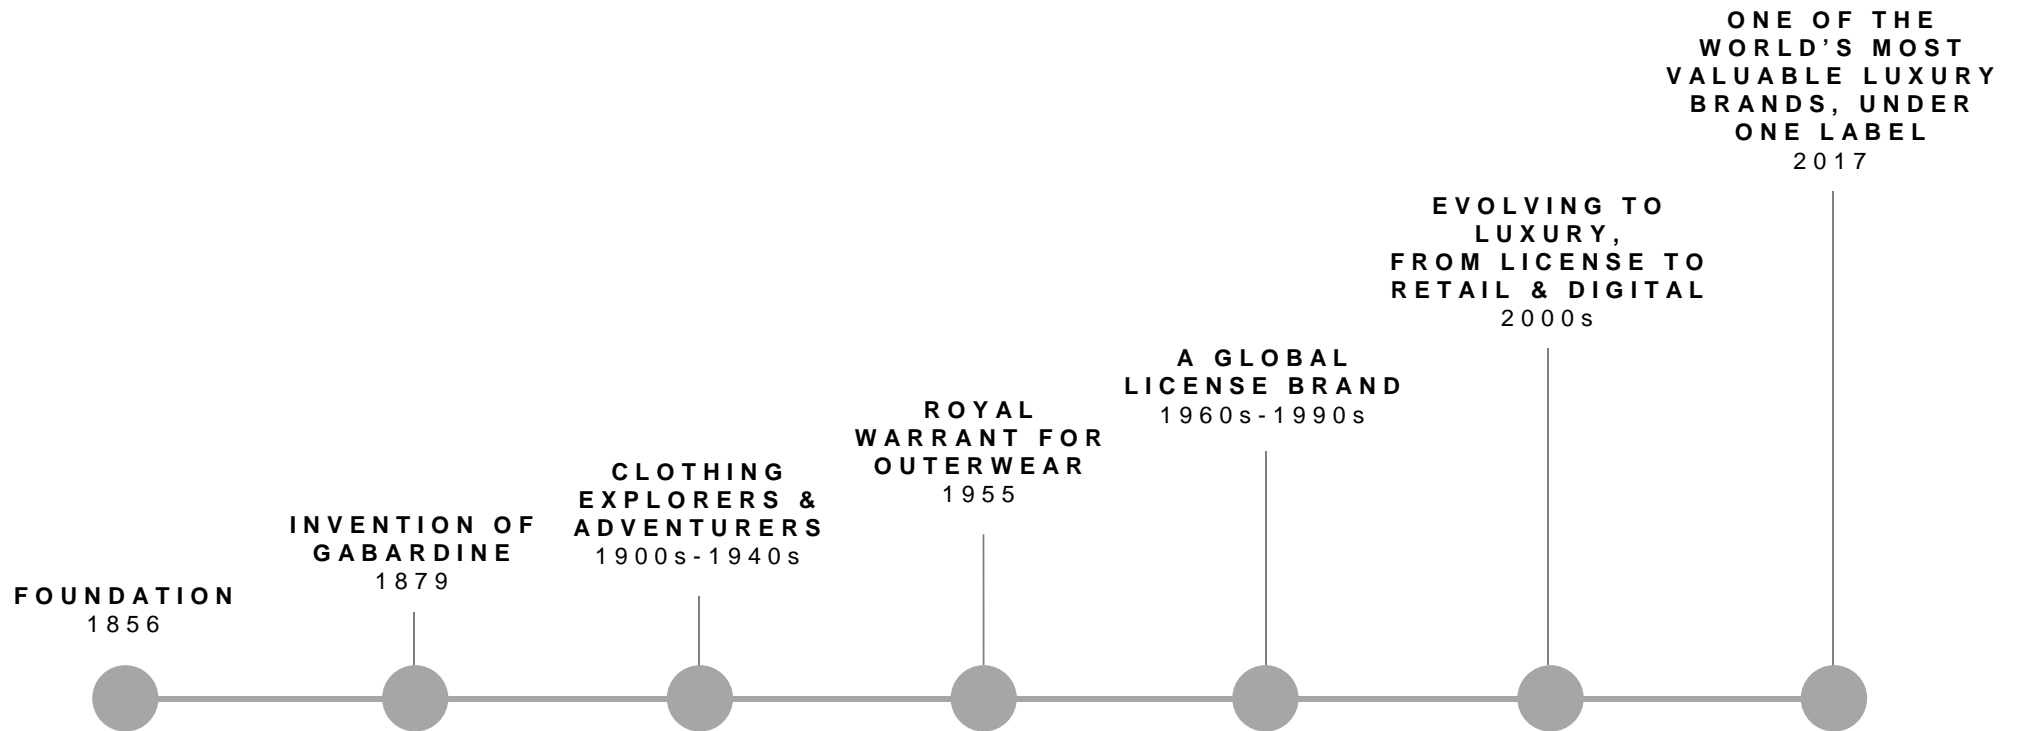 FOUNDATION
1856
INVENTION OF
GABARDINE
1879
CLOTHING
EXPLORERS &
ADVENTURERS
1900s-1940s
ROYAL
WARRANT FOR
OUTERWEAR
1955
A GLOBAL
LICENSE BRAND
1960s-1990s
EVOLVING TO
LUXURY,
FROM LICENSE TO
RETAIL & DIGITAL
2000s
ONE OF THE
WORLD’S MOST
VALUABLE LUXURY
BRANDS, UNDER
ONE LABEL
2017